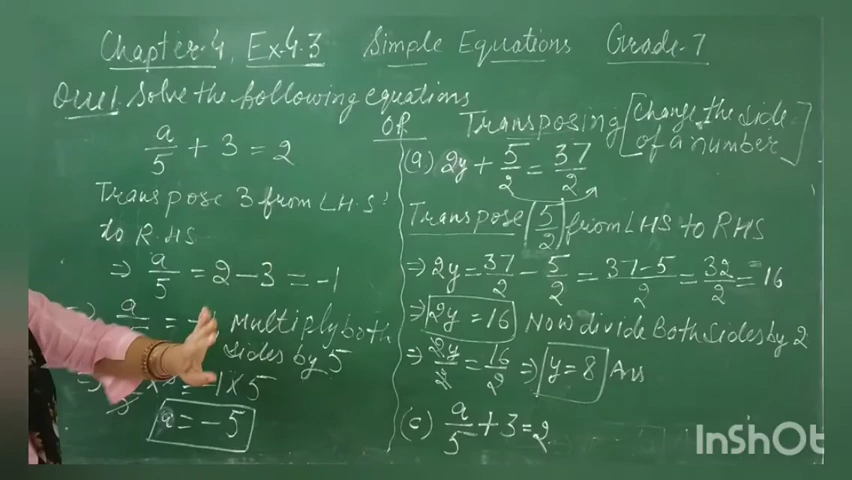 Chapter-4, Ex-4.3 Simple Equations Grade-7
Que1. Solve the following equations
a/5 + 3 = 2
Transpose 3 from L.H.S.
to R.H.S
⇒ a/5 = 2 - 3 = -1
Multiply both
sides by 5
1 × 5
a = -5
OR
Transposing [Change the side
of a number]
(a) 2y + 5/2 = 37/2
Transpose (5/2) from LHS to RHS
⇒ 2y = 37/2 - 5/2 = 37-5/2 = 32/2 = 16
⇒ 2y = 16 Now divide Both sides by 2
⇒ 2y/2 = 16/2 ⇒ y = 8 Ans
(c) a/5 + 3 = 2
InShOt